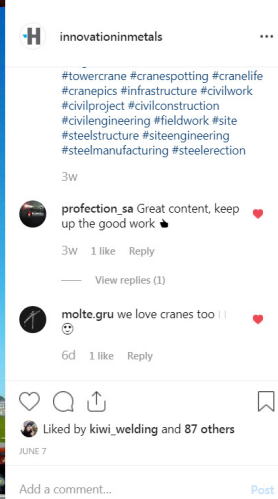 innovationinmetals
#towercrane #cranespotting #cranelife
#cranepics #infrastructure #civilwork
#civilproject #civilconstruction
#civilengineering #fieldwork #site
#steelstructure #siteengineering
#steelmanufacturing #steelerection
3w
profection_sa Great content, keep
up the good work
3w 1 like Reply
View replies (1)
molte.gru we love cranes too
6d 1 like Reply
Liked by kiwi_welding and 87 others
JUNE 7
Add a comment... Post